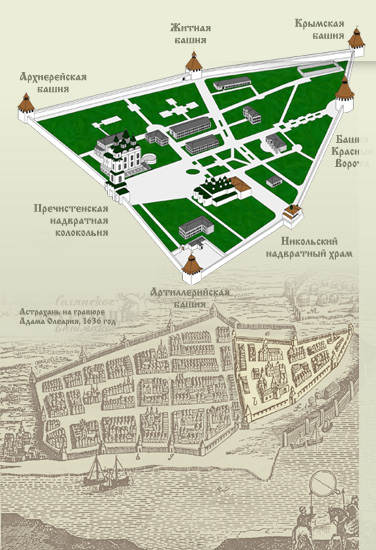 Крымская
башня
Житная
башня
Архиерейская
башня
Башня
Красные
Ворота
Пречистенская
надвратная
колокольня
Никольский
надвратный храм
Артиллерийская
башня
Астрахань на гравюре
Адама Олеария, 1636 год